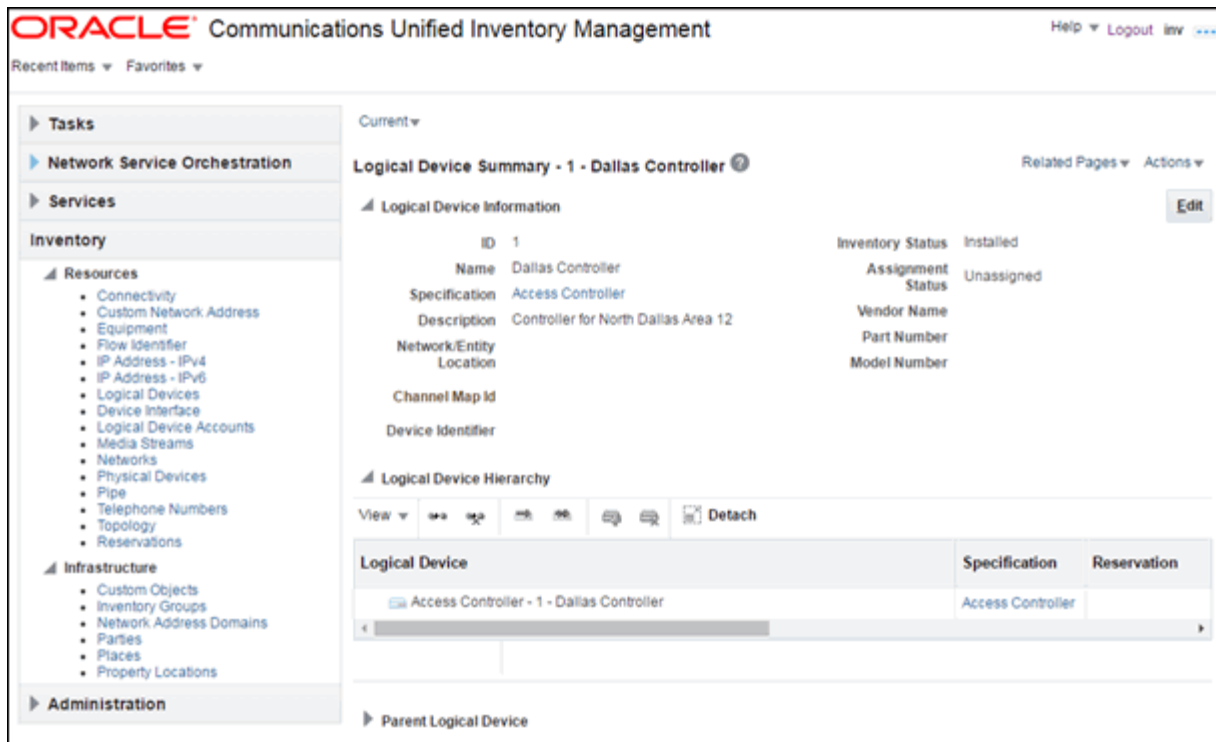 ORACLE Communications Unified Inventory Management
Help Logout inv
Recent Items Favorites
Tasks
Network Service Orchestration
Services
Inventory
Resources
Connectivity
Custom Network Address
Equipment
Flow Identifier
IP Address - IPv4
IP Address - IPv6
Logical Devices
Device Interface
Logical Device Accounts
Media Streams
Networks
Physical Devices
Pipe
Telephone Numbers
Topology
Reservations
Infrastructure
Custom Objects
Inventory Groups
Network Address Domains
Parties
Places
Property Locations
Administration
Current
Logical Device Summary - 1 - Dallas Controller
Related Pages Actions
Logical Device Information
Edit
ID 1
Name Dallas Controller
Specification Access Controller
Description Controller for North Dallas Area 12
Network/Entity
Location
Channel Map Id
Device Identifier
Inventory Status Installed
Assignment
Status Unassigned
Vendor Name
Part Number
Model Number
Logical Device Hierarchy
View Detach
Logical Device Specification Reservation
Access Controller - 1 - Dallas Controller Access Controller
Parent Logical Device